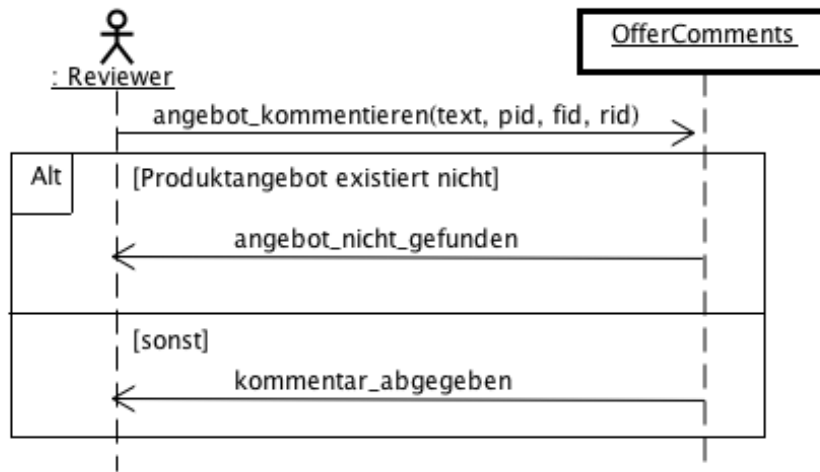 OfferComments
: Reviewer
angebot_kommentieren(text, pid, fid, rid)
Alt
[Produktangebot existiert nicht]
angebot_nicht_gefunden
[sonst]
kommentar_abgegeben